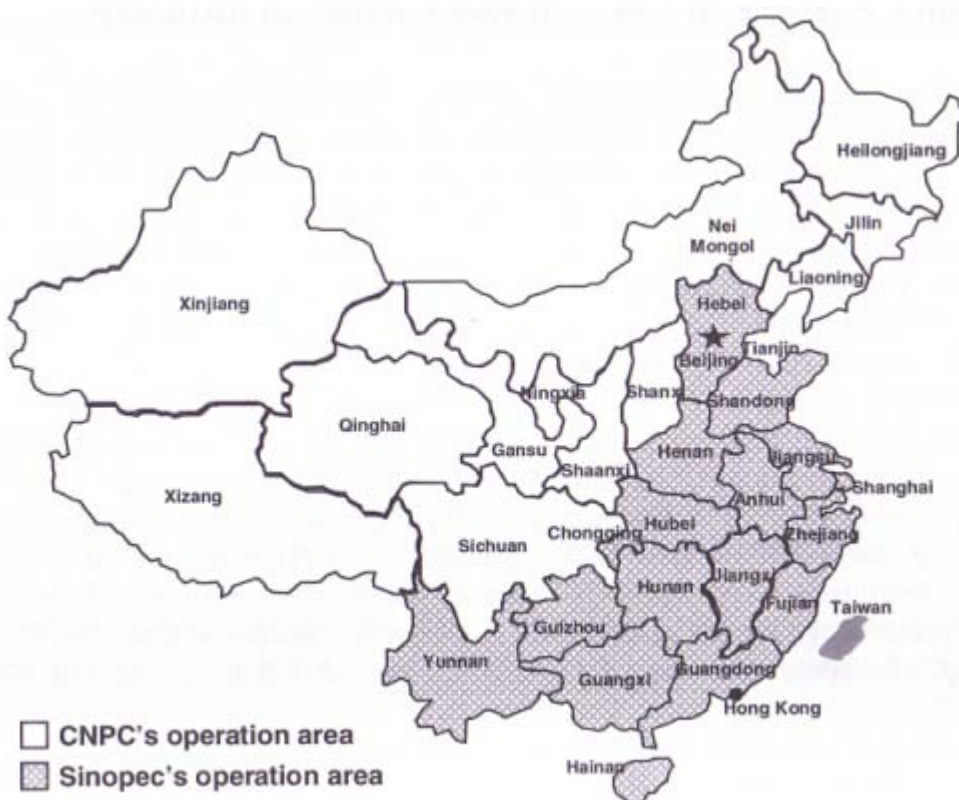 Heilongjiang
Jilin
Nei
Mongol
Liaoning
Xinjiang
Hebei
Tianjin
Beijing
Ningxia
Shanxi
Shandong
Qinghai
Gansu
Henan
Jiangsu
Shaanxi
Xizang
Shanghai
Anhui
Sichuan
Chongqing
Hubei
Zhejiang
Hunan
Jiangxi
Fujian
Taiwan
Guizhou
Yunnan
Guangxi
Guangdong
Hong Kong
CNPC's operation area
Sinopec's operation area
Hainan